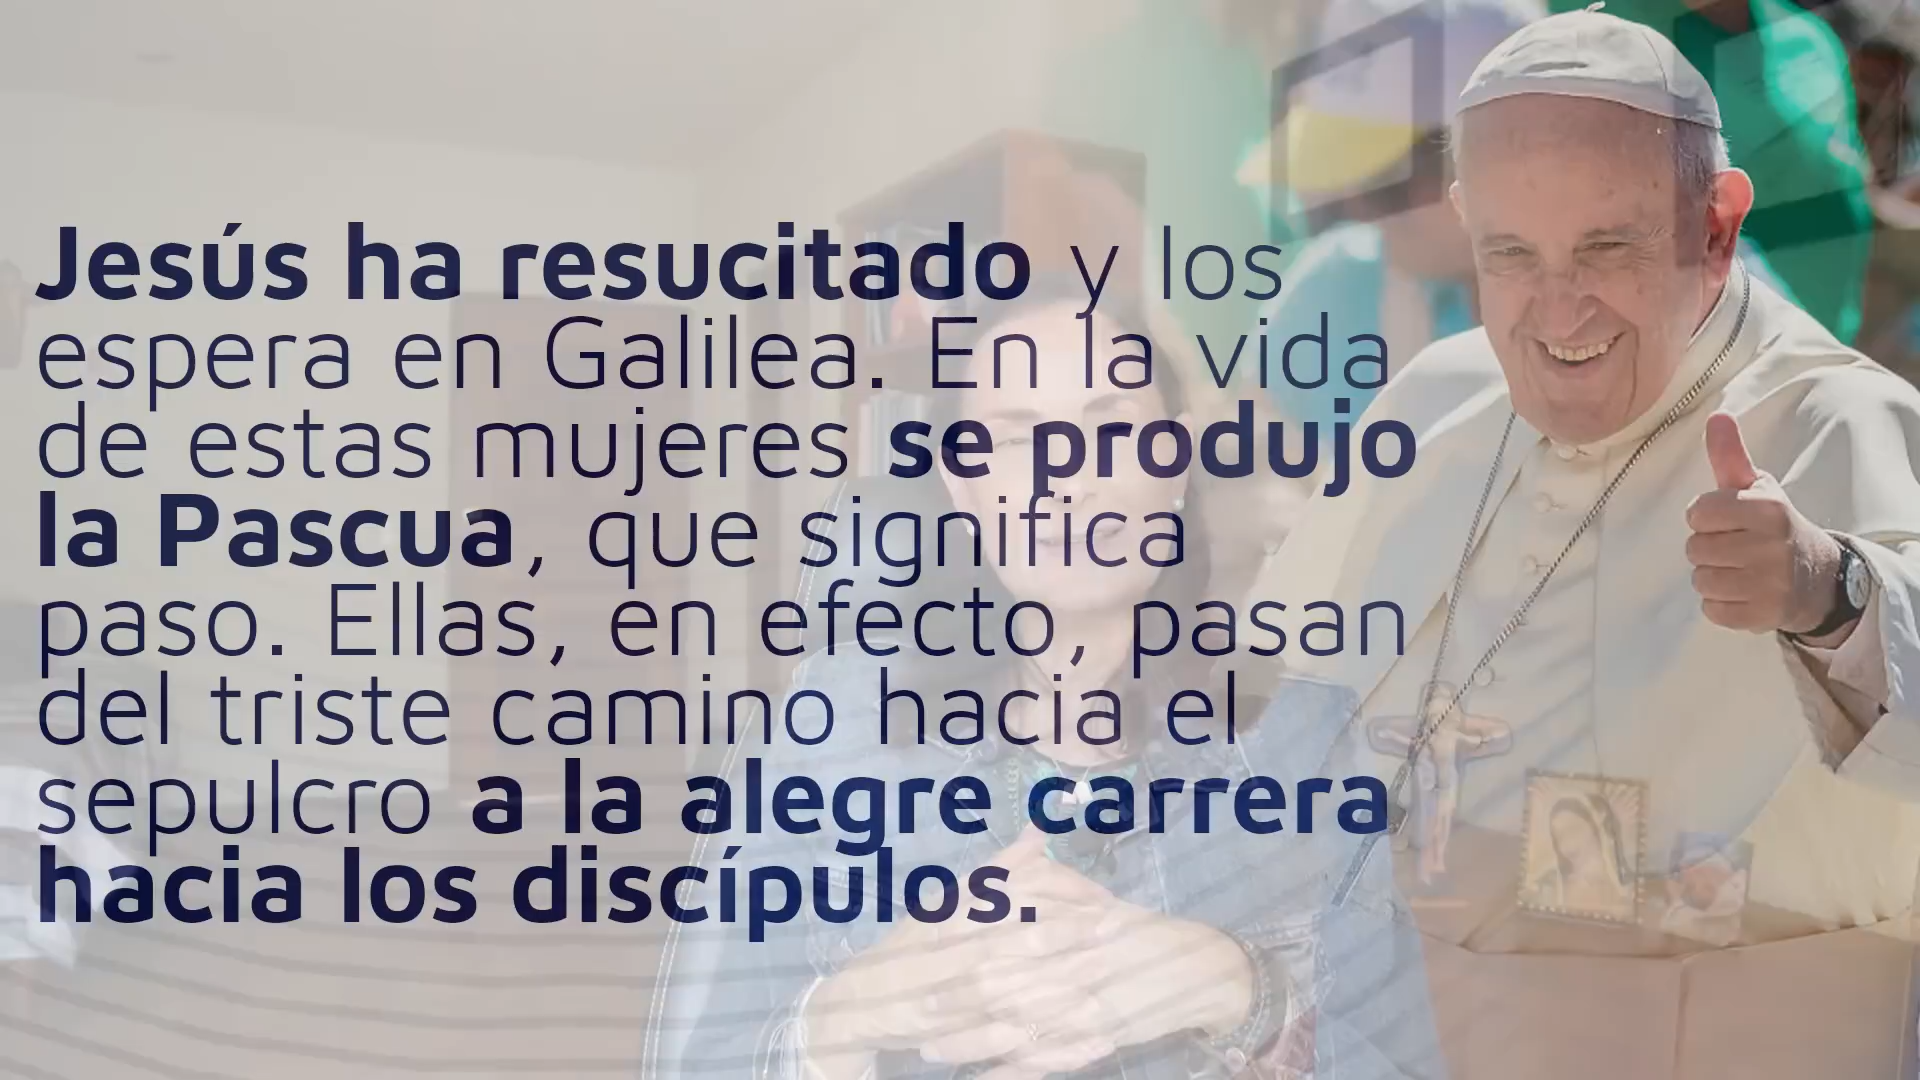 Jesús ha resucitado y los
espera en Galilea. En la vida
de estas mujeres se produjo
la Pascua, que significa
paso. Ellas, en efecto, pasan
del triste camino hacia el
sepulcro a la alegre carrera
hacia los discípulos.